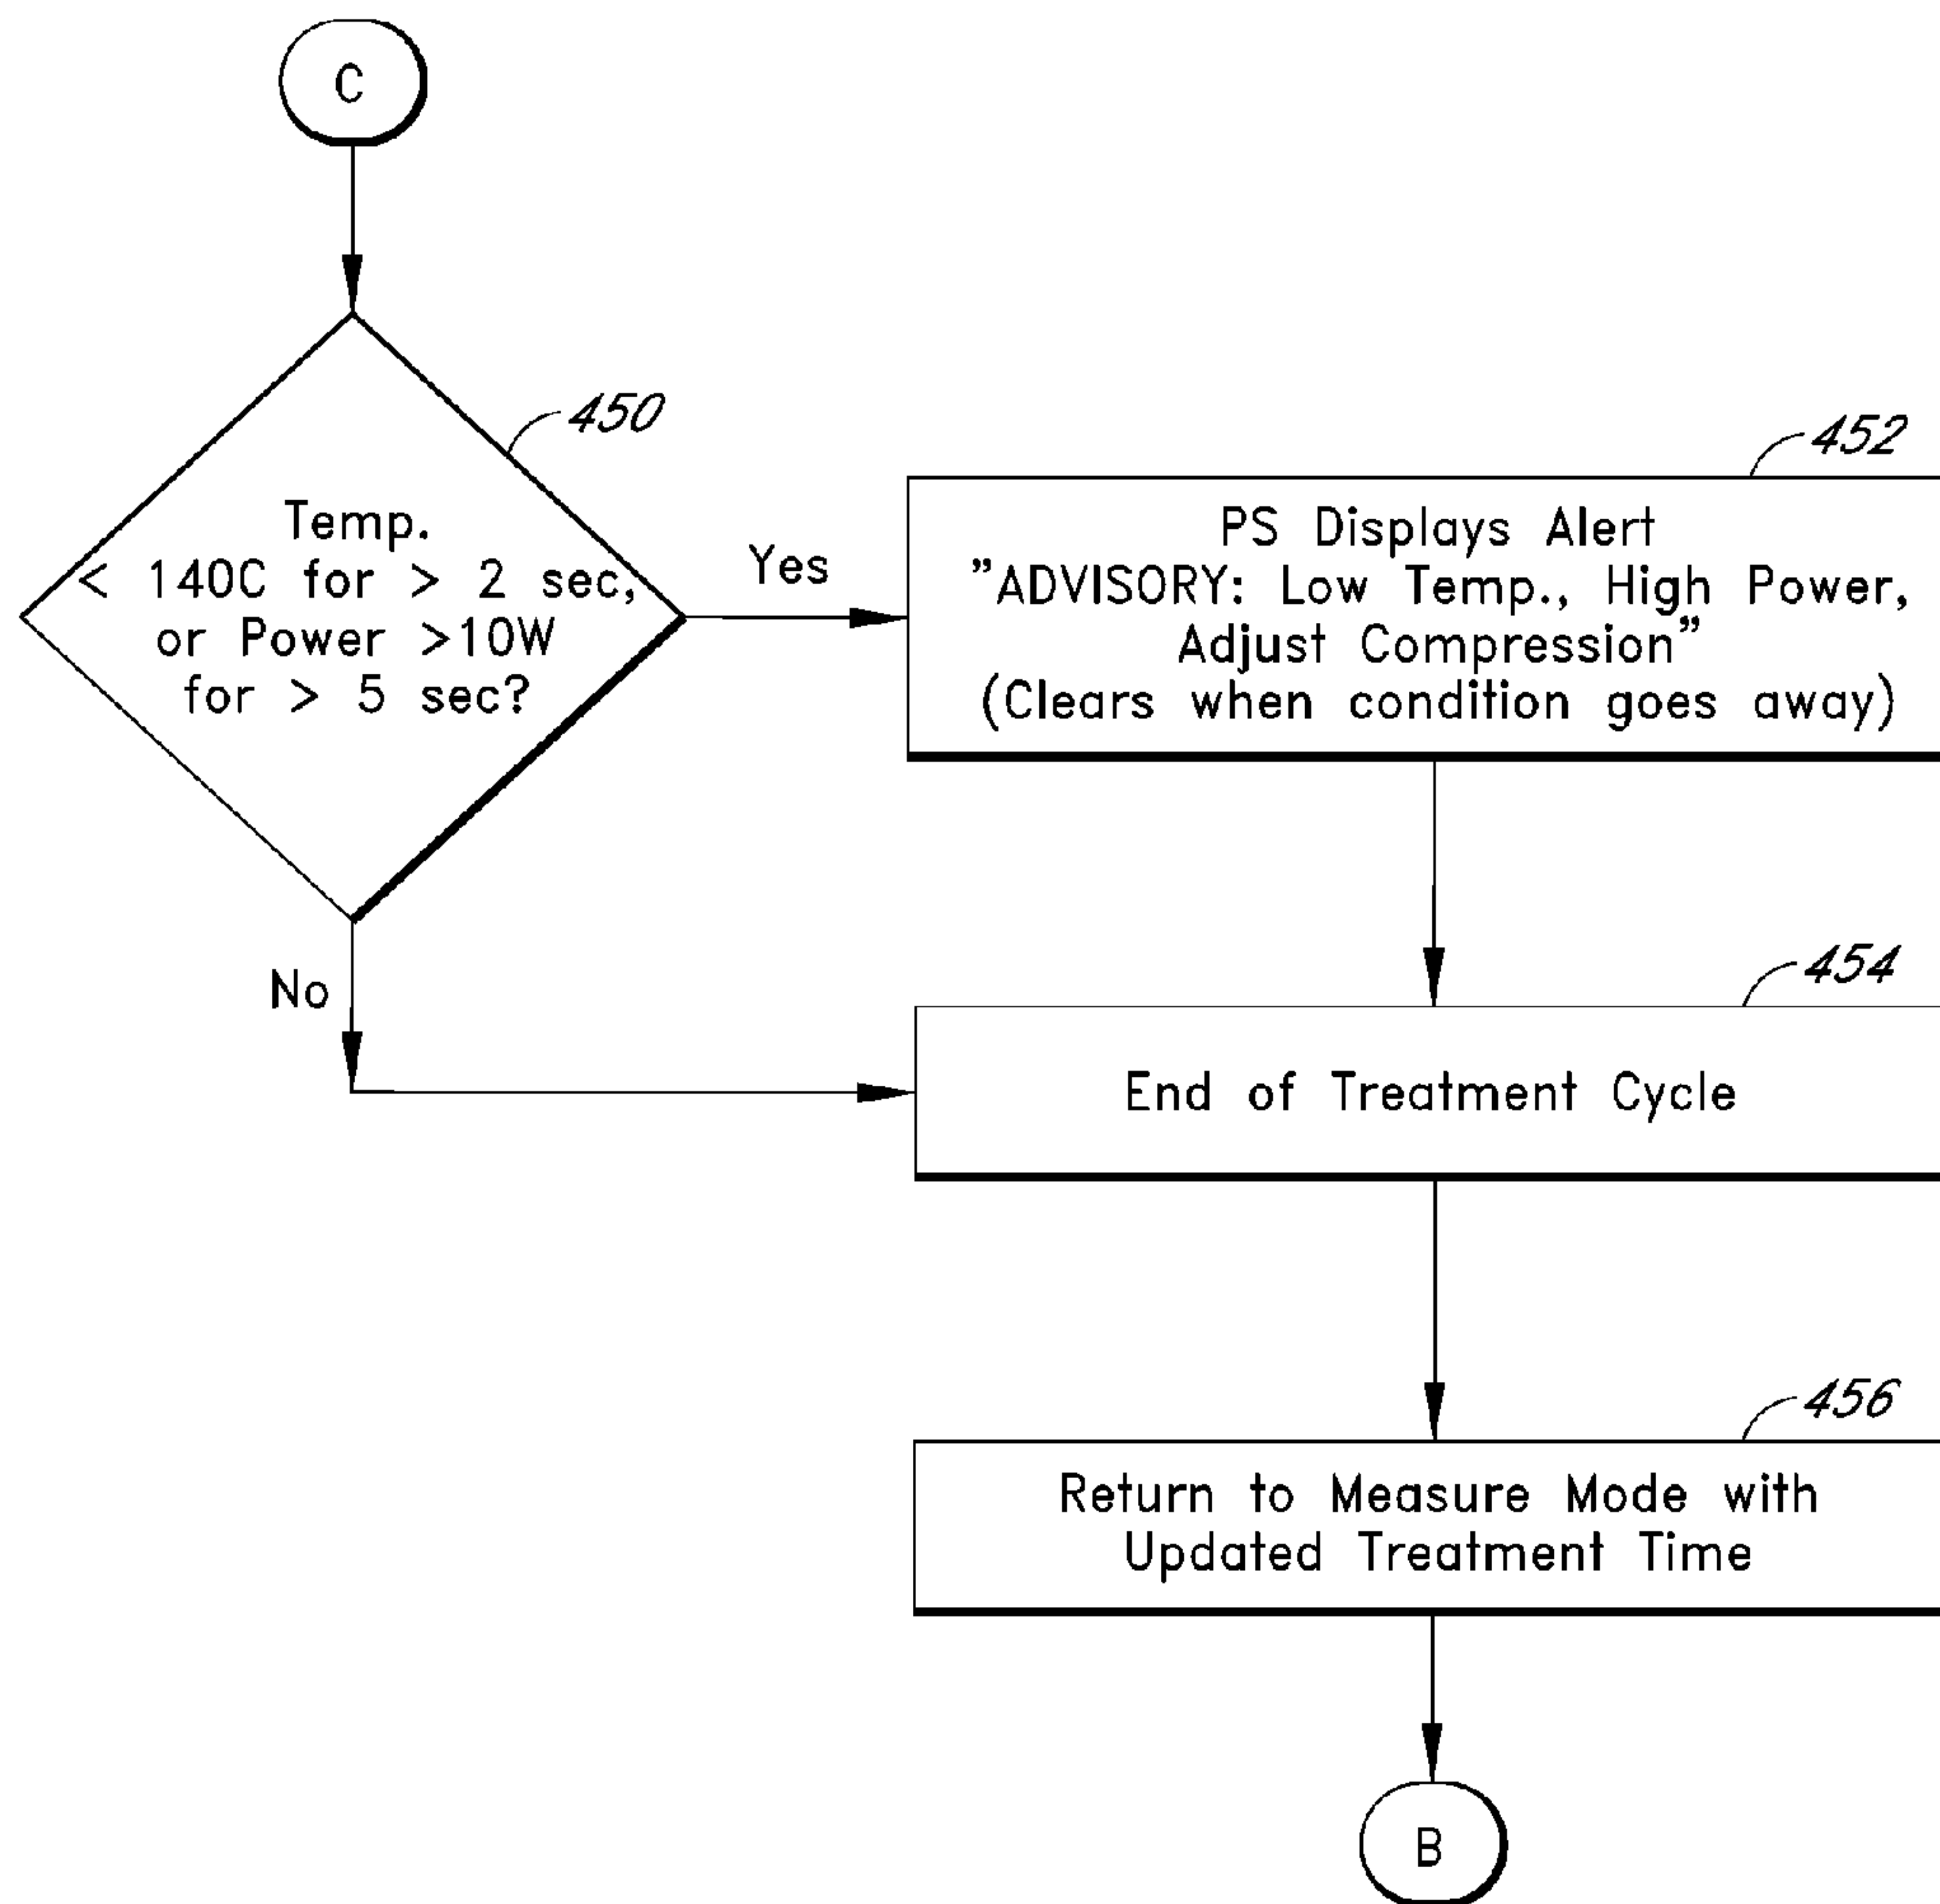 C
450
Temp.
< 140C for > 2 sec,
or Power >10W
for > 5 sec?
Yes
452
PS Displays Alert
"ADVISORY: Low Temp., High Power,
Adjust Compression"
(Clears when condition goes away)
No
454
End of Treatment Cycle
456
Return to Measure Mode with
Updated Treatment Time
B